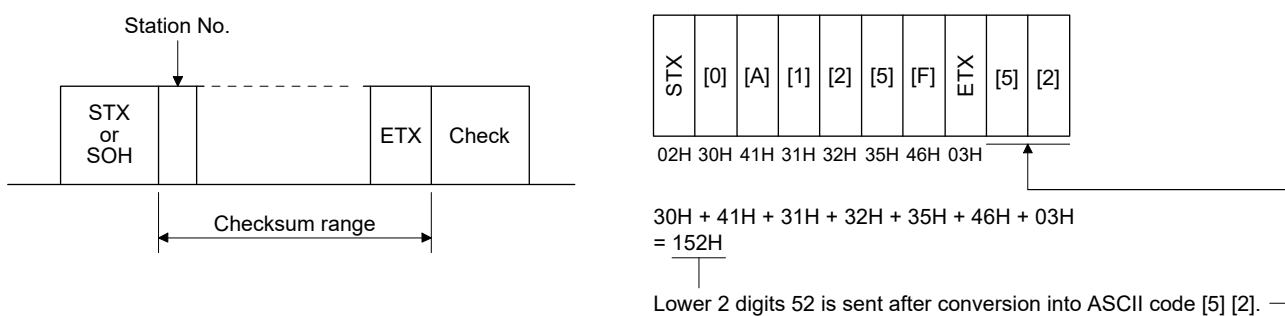 Station No.
STX
or
SOH
ETX
Check
Checksum range
STX [0] [A] [1] [2] [5] [F] ETX [5] [2]
02H 30H 41H 31H 32H 35H 46H 03H
30H + 41H + 31H + 32H + 35H + 46H + 03H
= 152H
Lower 2 digits 52 is sent after conversion into ASCII code [5] [2].